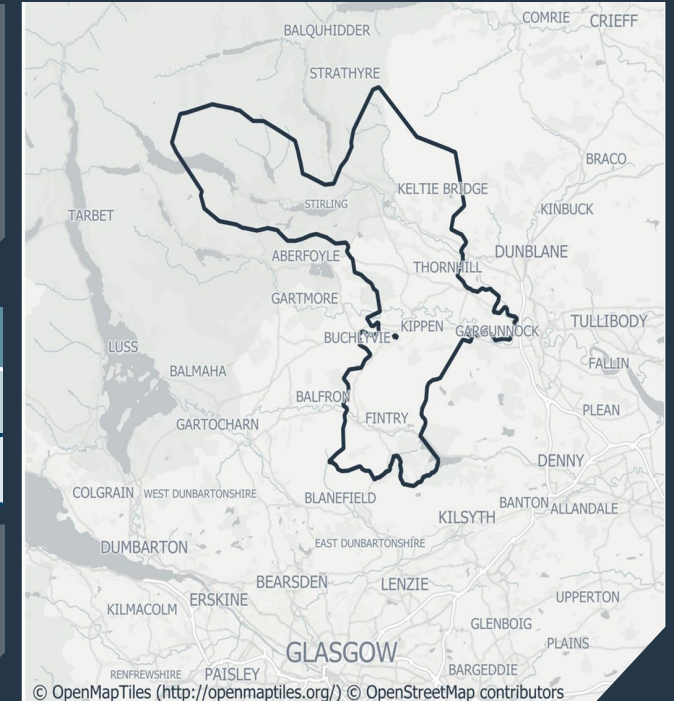 COMRIE
CRIEFF
BALQUHIDDER
STRATHYRE
BRACO
KELTIE BRIDGE
STIRLING
KINBUCK
TARBET
DUNBLANE
ABERFOYLE
THORNHILL
GARTMORE
TULLIBODY
KIPPEN
GARGUNNOCK
BUCHLYVIE
LUSS
FALLIN
BALMAHA
BALFRON
PLEAN
FINTRY
GARTOCHARN
DENNY
COLGRAIN
WEST DUNBARTONSHIRE
BLANEFIELD
BANTON
ALLANDALE
KILSYTH
DUMBARTON
EAST DUNBARTONSHIRE
BEARSDEN
LENZIE
ERSKINE
UPPERTON
KILMACOLM
GLENBOIG
GLASGOW
PLAINS
RENFREWSHIRE
PAISLEY
BARGEDDIE
© OpenMapTiles (http://openmaptiles.org/) © OpenStreetMap contributors